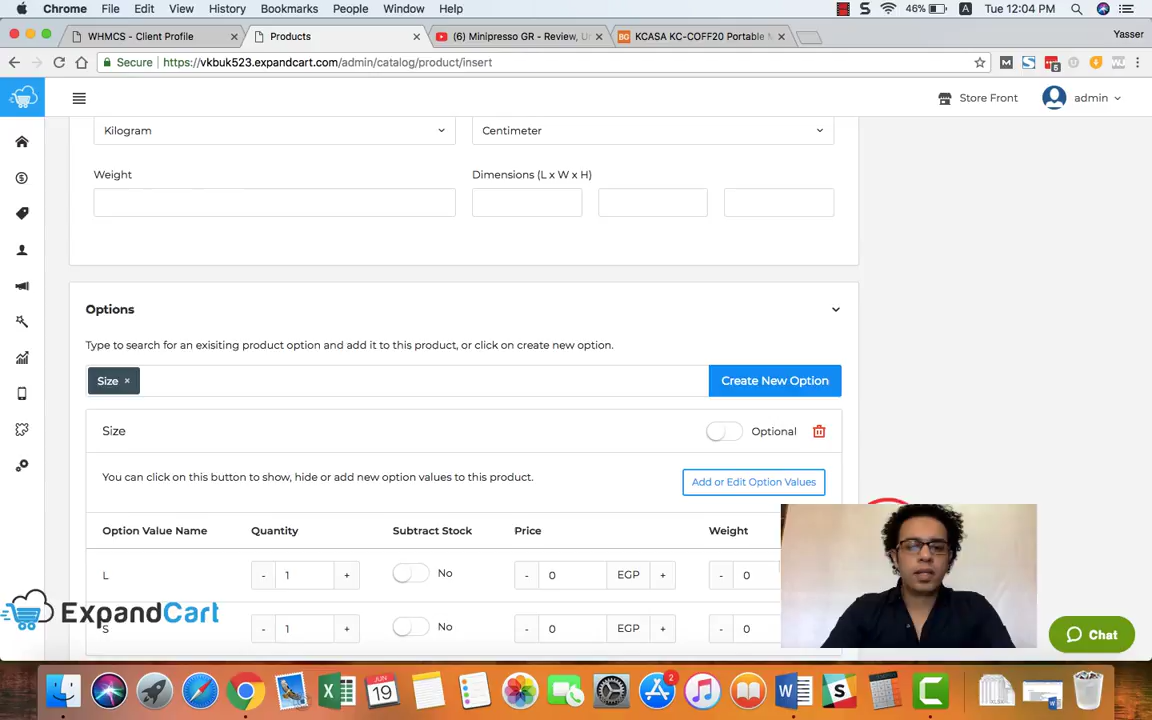 Chrome File Edit View History Bookmarks People Window Help 46% A Tue 12:04 PM
WHMCS - Client Profile Products (6) Minipresso GR - Review, Un KCASA KC-COFF20 Portable M Yasser
Secure https://vkbuk523.expandcart.com/admin/catalog/product/insert
Store Front admin
Kilogram Centimeter
Weight Dimensions (L x W x H)
Options
Type to search for an exisiting product option and add it to this product, or click on create new option.
Size × Create New Option
Size Optional
You can click on this button to show, hide or add new option values to this product. Add or Edit Option Values
Option Value Name Quantity Subtract Stock Price Weight
L - 1 + No - 0 EGP + - 0
ExpandCart
S - 1 + No - 0 EGP + - 0
Chat
JUN
19
2